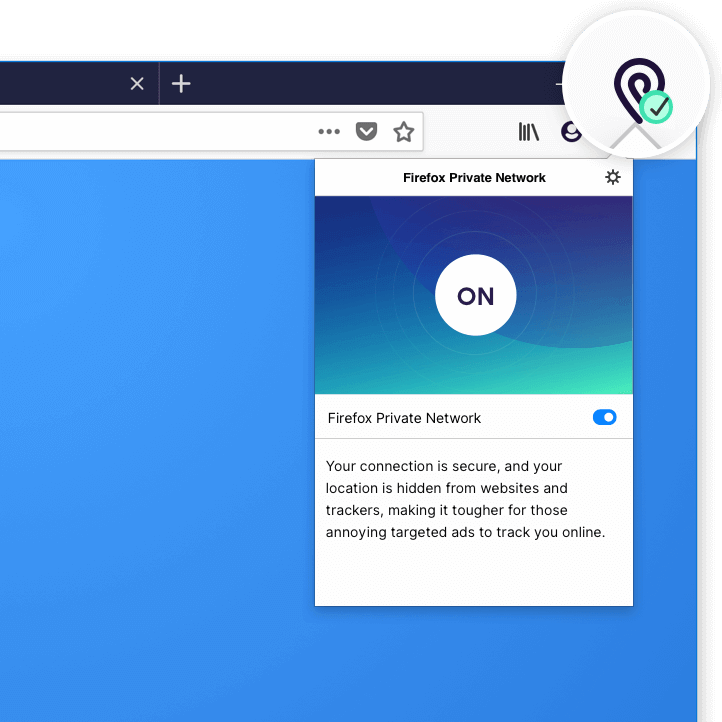 Firefox Private Network
ON
Firefox Private Network
Your connection is secure, and your
location is hidden from websites and
trackers, making it tougher for those
annoying targeted ads to track you online.